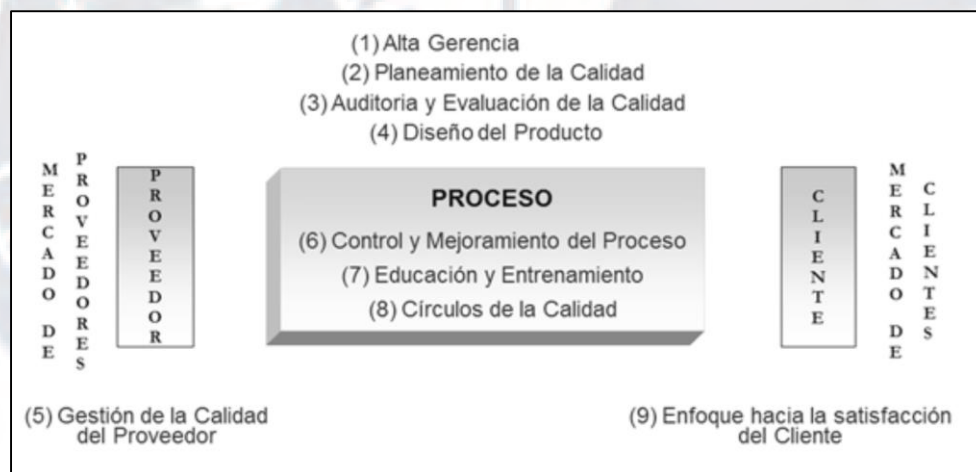 (1) Alta Gerencia
(2) Planeamiento de la Calidad
(3) Auditoria y Evaluación de la Calidad
(4) Diseño del Producto
MERCADO DE
PROVEEDORES
PROVEEDOR
PROCESO
(6) Control y Mejoramiento del Proceso
(7) Educación y Entrenamiento
(8) Círculos de la Calidad
CLIENTE
MERCADO DE
CLIENTES
(5) Gestión de la Calidad
del Proveedor
(9) Enfoque hacia la satisfacción
del Cliente